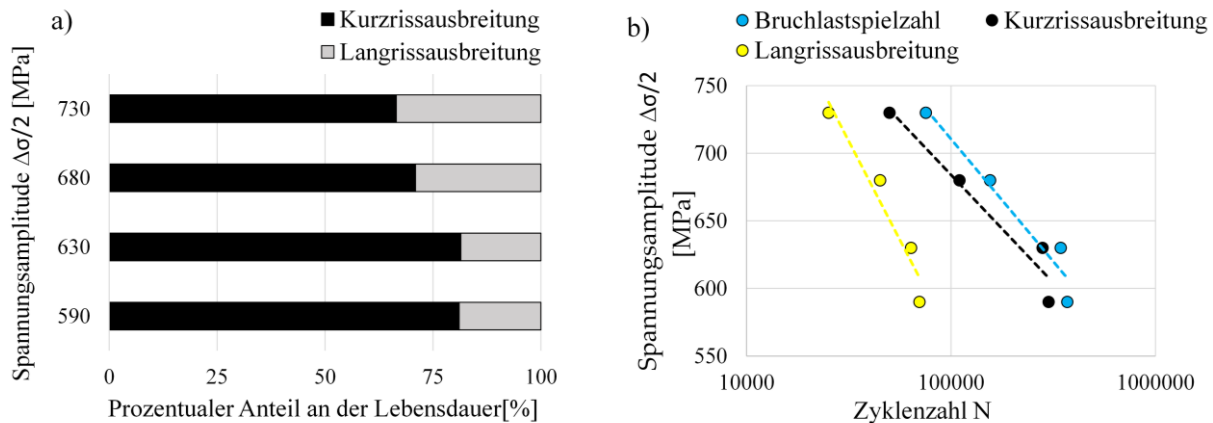 a)
Kurzrissausbreitung
Langrissausbreitung
Spannungsamplitude Δσ/2 [MPa]
730
680
630
590
0 25 50 75 100
Prozentualer Anteil an der Lebensdauer[%]
b)
Bruchlastspielzahl Kurzrissausbreitung
Langrissausbreitung
Spannungsamplitude Δσ/2
[MPa]
750
700
650
600
550
10000 100000 1000000
Zyklenzahl N